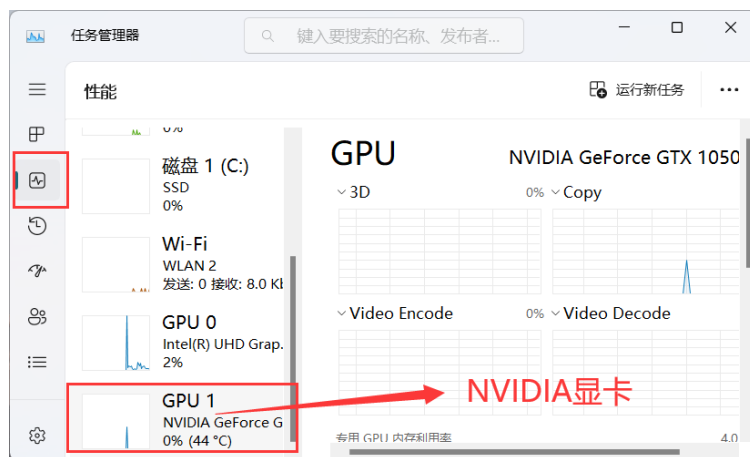 任务管理器
键入要搜索的名称、发布者...
性能
运行新任务
0%
磁盘 1 (C:)
SSD
0%
Wi-Fi
WLAN 2
发送: 0 接收: 8.0 Kb
GPU 0
Intel(R) UHD Grap.
2%
GPU 1
NVIDIA GeForce G
0% (44 °C)
GPU
NVIDIA GeForce GTX 1050
3D
0%
Copy
Video Encode
0%
Video Decode
专用 GPU 内存利用率
4.0
NVIDIA显卡